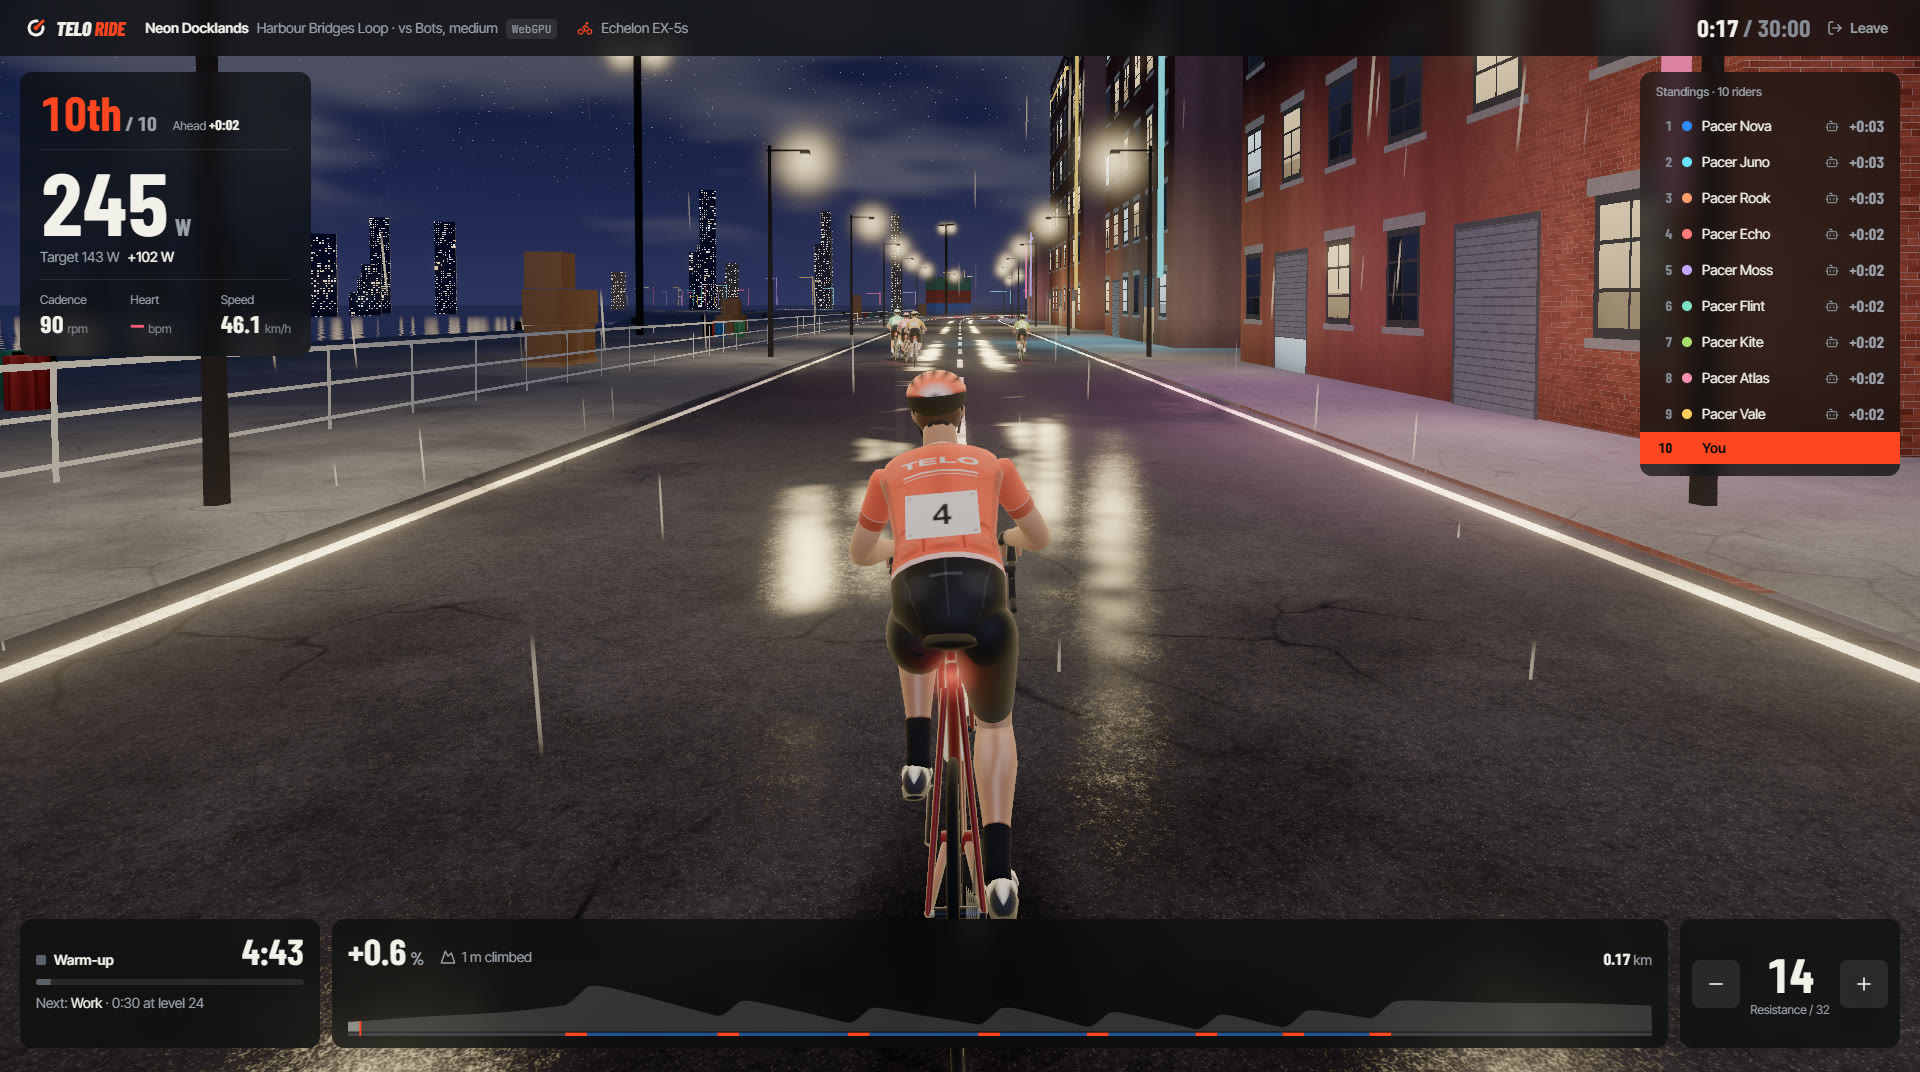 TELO RIDE Neon Docklands Harbour Bridges Loop · vs Bots, medium WebGPU Echelon EX-5s 0:17 / 30:00 Leave
10th / 10 Ahead +0:02
245 W
Target 143 W +102 W
Cadence Heart Speed
90 rpm – bpm 46.1 km/h
Standings · 10 riders
1 Pacer Nova +0:03
2 Pacer Juno +0:03
3 Pacer Rook +0:03
4 Pacer Echo +0:02
5 Pacer Moss +0:02
6 Pacer Flint +0:02
7 Pacer Kite +0:02
8 Pacer Atlas +0:02
9 Pacer Vale +0:02
10 You
TELO
4
Warm-up 4:43
Next: Work · 0:30 at level 24
+0.6 % 1 m climbed 0.17 km
− 14 +
Resistance / 32